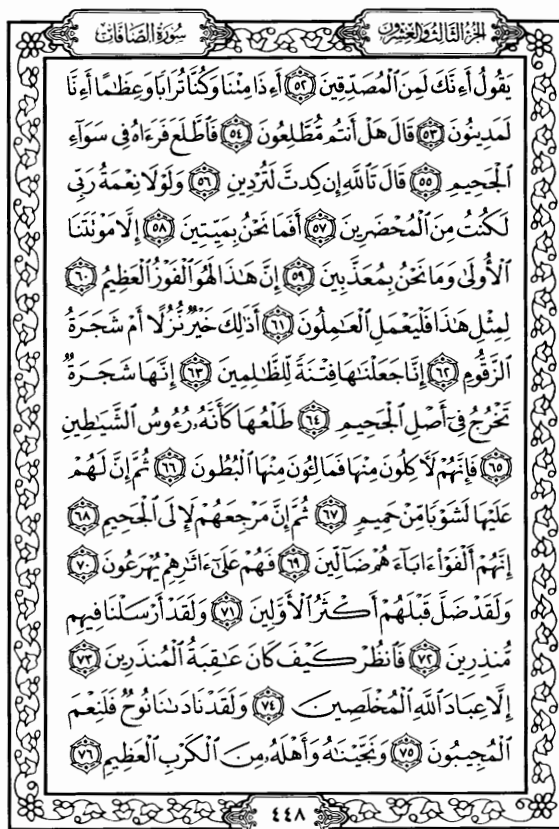 الجزء الثالث والعشرون
سورة الصافات
يَقُولُ أَءِنَّكَ لَمِنَ ٱلْمُصَدِّقِينَ ٥٢ أَءِذَا مِتْنَا وَكُنَّا تُرَابًا وَعِظَٰمًا أَءِنَّا
لَمَدِينُونَ ٥٣ قَالَ هَلْ أَنتُم مُّطَّلِعُونَ ٥٤ فَٱطَّلَعَ فَرَءَاهُ فِى سَوَآءِ
ٱلْجَحِيمِ ٥٥ قَالَ تَٱللَّهِ إِن كِدتَّ لَتُرْدِينِ ٥٦ وَلَوْلَا نِعْمَةُ رَبِّى
لَكُنتُ مِنَ ٱلْمُحْضَرِينَ ٥٧ أَفَمَا نَحْنُ بِمَيِّتِينَ ٥٨ إِلَّا مَوْتَتَنَا
ٱلْأُولَىٰ وَمَا نَحْنُ بِمُعَذَّبِينَ ٥٩ إِنَّ هَٰذَا لَهُوَ ٱلْفَوْزُ ٱلْعَظِيمُ ٦٠
لِمِثْلِ هَٰذَا فَلْيَعْمَلِ ٱلْعَٰمِلُونَ ٦١ أَذَٰلِكَ خَيْرٌ نُّزُلًا أَمْ شَجَرَةُ
ٱلزَّقُّومِ ٦٢ إِنَّا جَعَلْنَٰهَا فِتْنَةً لِّلظَّٰلِمِينَ ٦٣ إِنَّهَا شَجَرَةٌ
تَخْرُجُ فِىٓ أَصْلِ ٱلْجَحِيمِ ٦٤ طَلْعُهَا كَأَنَّهُۥ رُءُوسُ ٱلشَّيَٰطِينِ
٦٥ فَإِنَّهُمْ لَءَاكِلُونَ مِنْهَا فَمَالِـُٔونَ مِنْهَا ٱلْبُطُونَ ٦٦ ثُمَّ إِنَّ لَهُمْ
عَلَيْهَا لَشَوْبًا مِّنْ حَمِيمٍ ٦٧ ثُمَّ إِنَّ مَرْجِعَهُمْ لَإِلَى ٱلْجَحِيمِ ٦٨
إِنَّهُمْ أَلْفَوْا۟ ءَابَآءَهُمْ ضَآلِّينَ ٦٩ فَهُمْ عَلَىٰٓ ءَاثَٰرِهِمْ يُهْرَعُونَ ٧٠
وَلَقَدْ ضَلَّ قَبْلَهُمْ أَكْثَرُ ٱلْأَوَّلِينَ ٧١ وَلَقَدْ أَرْسَلْنَا فِيهِم
مُّنذِرِينَ ٧٢ فَٱنظُرْ كَيْفَ كَانَ عَٰقِبَةُ ٱلْمُنذَرِينَ ٧٣
إِلَّا عِبَادَ ٱللَّهِ ٱلْمُخْلَصِينَ ٧٤ وَلَقَدْ نَادَىٰنَا نُوحٌ فَلَنِعْمَ
ٱلْمُجِيبُونَ ٧٥ وَنَجَّيْنَٰهُ وَأَهْلَهُۥ مِنَ ٱلْكَرْبِ ٱلْعَظِيمِ ٧٦
٤٤٨